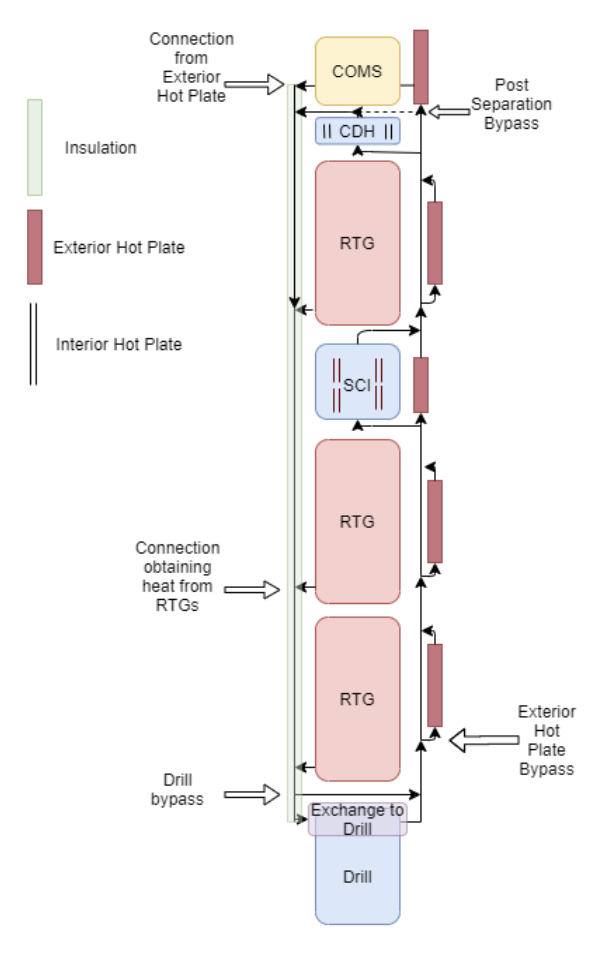 Connection
from
Exterior
Hot Plate
COMS
Post
Separation
Bypass
CDH
Insulation
RTG
Exterior Hot Plate
Interior Hot Plate
SCI
RTG
Connection
obtaining
heat from
RTGs
RTG
Exterior
Hot
Plate
Bypass
Drill
bypass
Exchange to
Drill
Drill